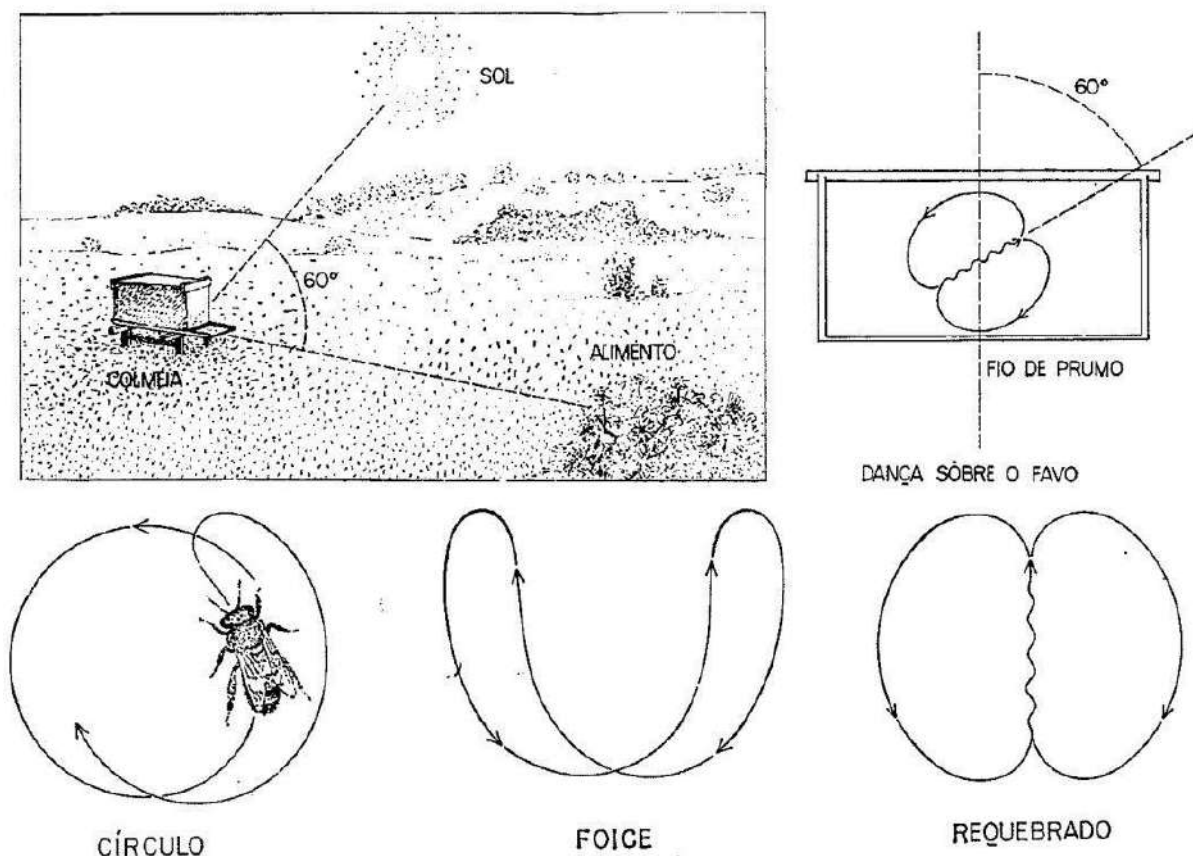 SOL
60°
60°
ALIMENTO
COLMEIA
FIO DE PRUMO
DANÇA SÔBRE O FAVO
CÍRCULO
FOICE
REQUEBRADO